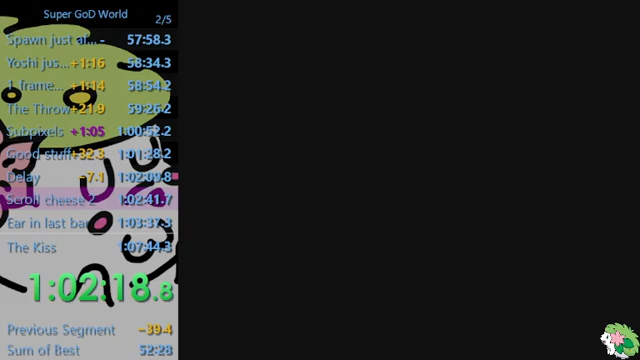 Super GoD World
2/5
Spawn just af... - 57:58.3
Yoshi jus... +1:16 58:34.3
1 frame... +1:14 58:54.2
The Throw +21.9 59:26.2
Subpixels +1:05 1:00:52.2
Good stuff +32.8 1:01:28.2
Delay -7.1 1:02:09.8
Scroll cheese 2 1:02:41.7
Ear in last bar 1:03:37.3
The Kiss 1:07:44.3
1:02:18.8
Previous Segment -39.4
Sum of Best 52:28